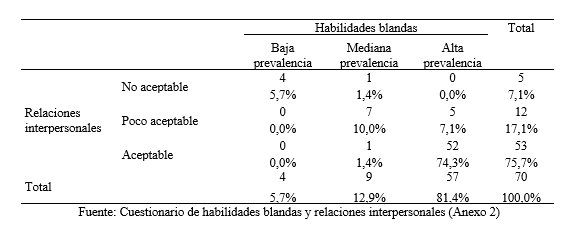 Habilidades blandas Total
Baja prevalencia Mediana prevalencia Alta prevalencia
Relaciones interpersonales
No aceptable 4 1 0 5
5,7% 1,4% 0,0% 7,1%
Poco aceptable 0 7 5 12
0,0% 10,0% 7,1% 17,1%
Aceptable 0 1 52 53
0,0% 1,4% 74,3% 75,7%
Total 4 9 57 70
5,7% 12,9% 81,4% 100,0%
Fuente: Cuestionario de habilidades blandas y relaciones interpersonales (Anexo 2)